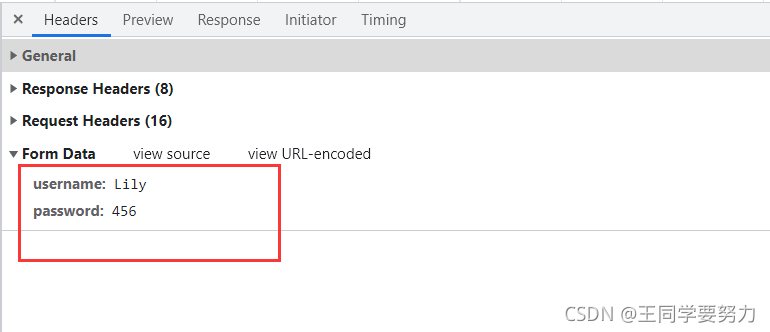 × Headers Preview Response Initiator Timing
General
Response Headers (8)
Request Headers (16)
Form Data view source view URL-encoded
username: Lily
password: 456
CSDN @王同学要努力